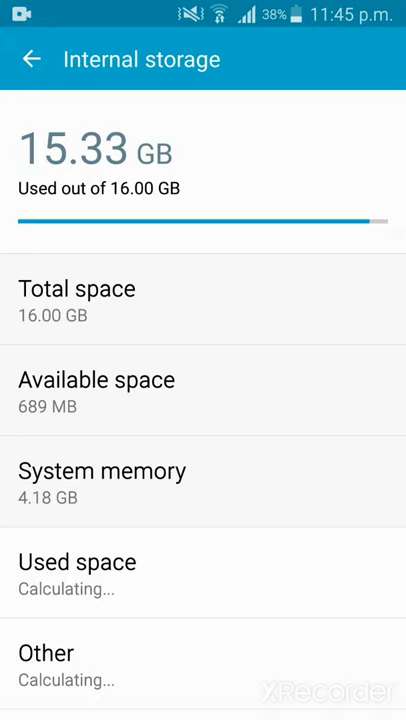 38% 11:45 p.m.
Internal storage
15.33 GB
Used out of 16.00 GB
Total space
16.00 GB
Available space
689 MB
System memory
4.18 GB
Used space
Calculating...
Other
Calculating...
XRecorder